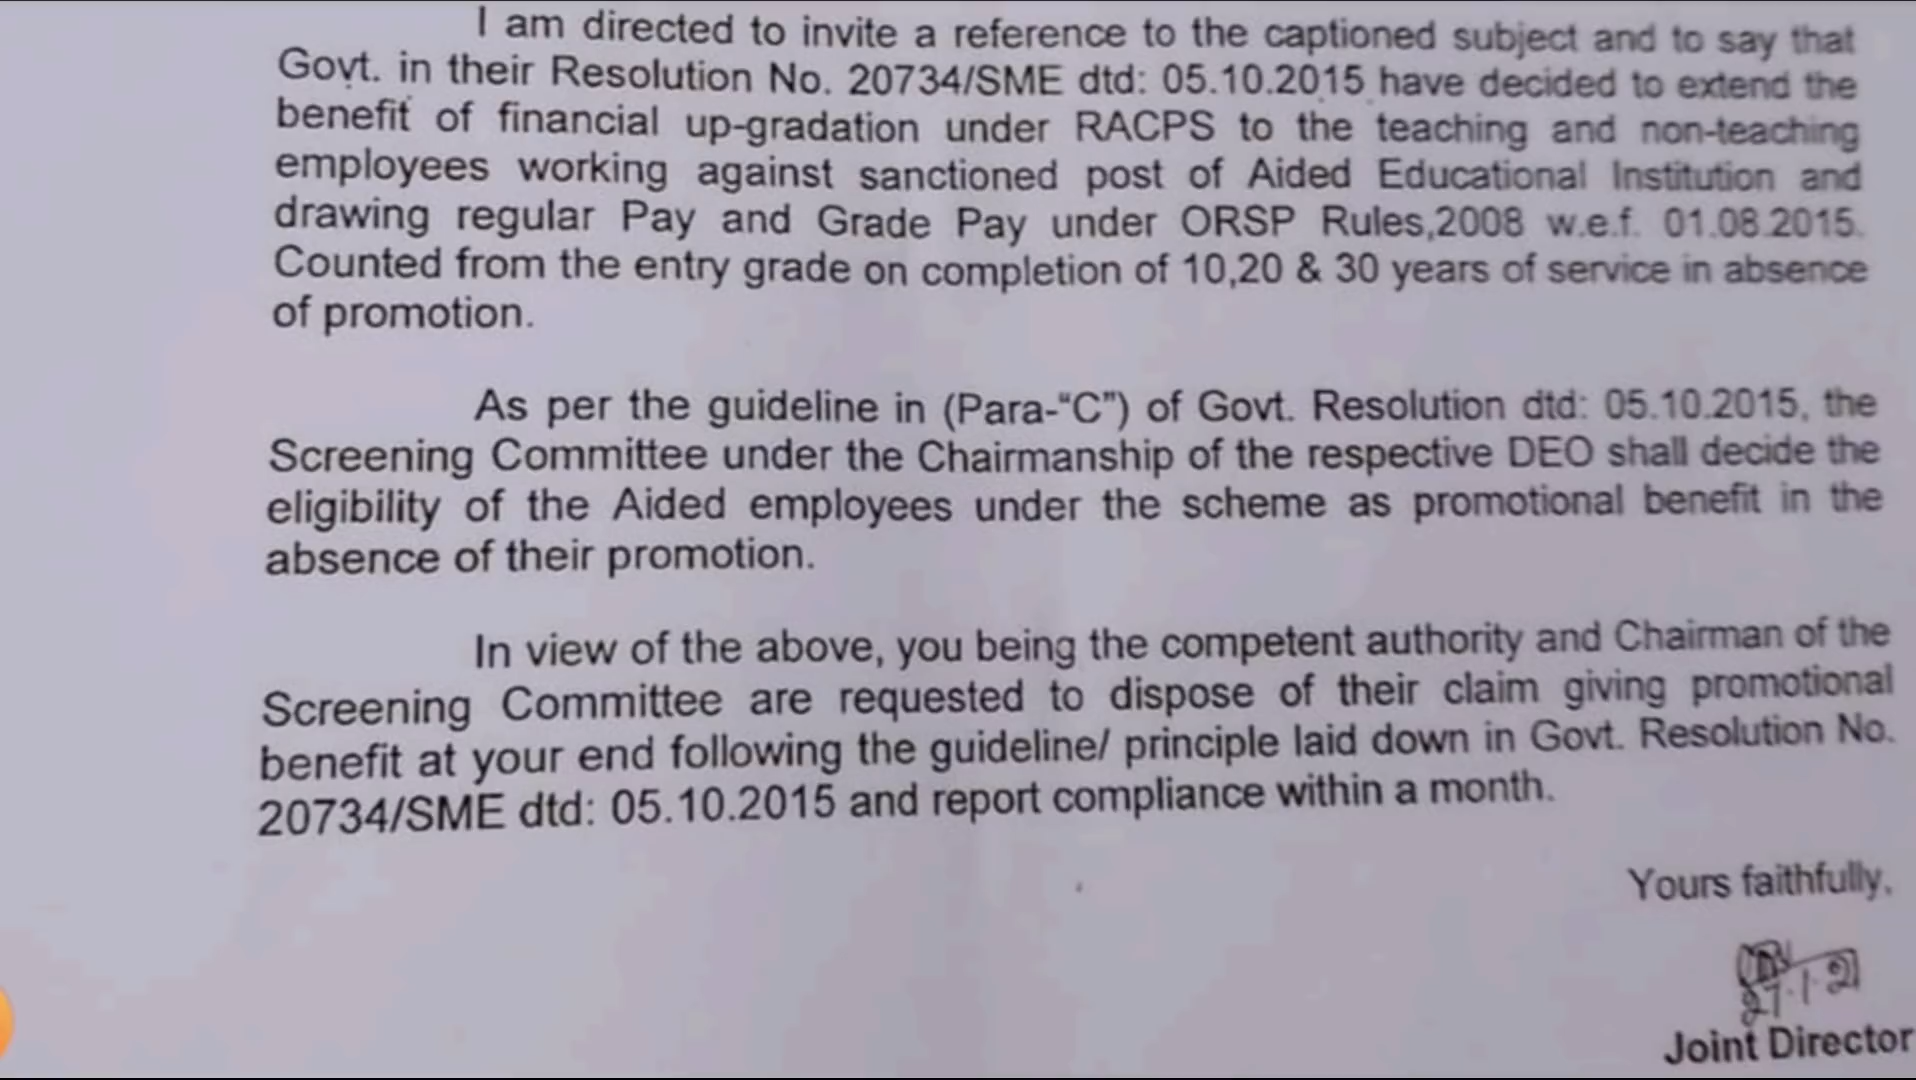 I am directed to invite a reference to the captioned subject and to say that
Govt. in their Resolution No. 20734/SME dtd: 05.10.2015 have decided to extend the
benefit of financial up-gradation under RACPS to the teaching and non-teaching
employees working against sanctioned post of Aided Educational Institution and
drawing regular Pay and Grade Pay under ORSP Rules,2008 w.e.f. 01.08.2015.
Counted from the entry grade on completion of 10,20 & 30 years of service in absence
of promotion.
As per the guideline in (Para-“C”) of Govt. Resolution dtd: 05.10.2015, the
Screening Committee under the Chairmanship of the respective DEO shall decide the
eligibility of the Aided employees under the scheme as promotional benefit in the
absence of their promotion.
In view of the above, you being the competent authority and Chairman of the
Screening Committee are requested to dispose of their claim giving promotional
benefit at your end following the guideline/ principle laid down in Govt. Resolution No.
20734/SME dtd: 05.10.2015 and report compliance within a month.
Yours faithfully,
27.1.21
Joint Director